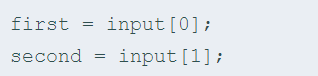 first = input[0];
second = input[1];